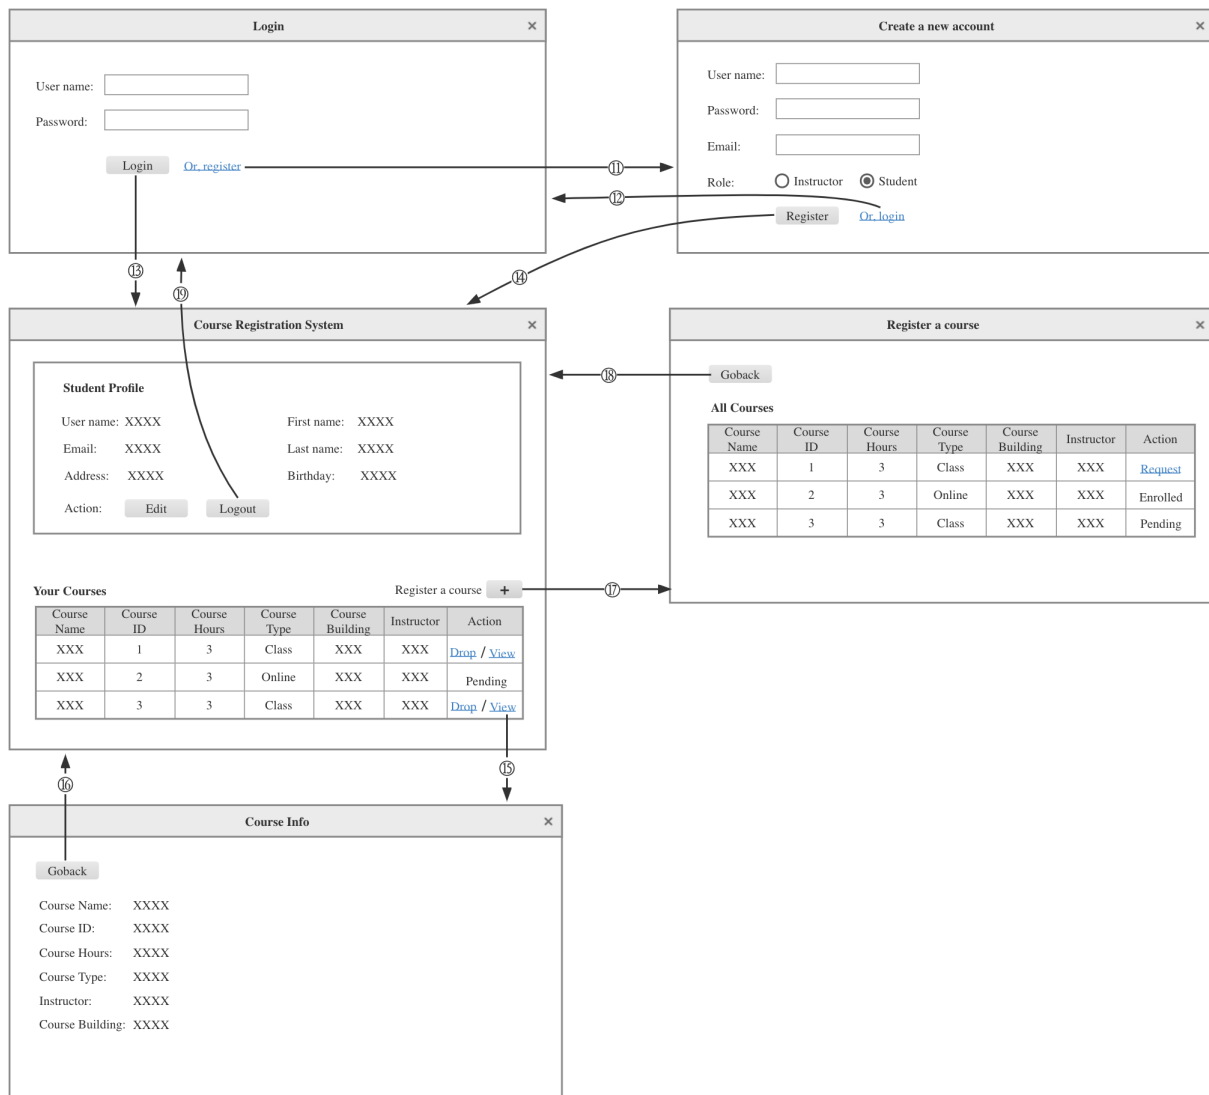 Login ×
User name:
Password:
Login Or, register
⑪
Create a new account ×
User name:
Password:
Email:
Role: Instructor Student
Register Or, login
⑫
⑬
⑭
⑲
Course Registration System ×
Student Profile
User name: XXXX First name: XXXX
Email: XXXX Last name: XXXX
Address: XXXX Birthday: XXXX
Action: Edit Logout
Your Courses Register a course +
Course Name Course ID Course Hours Course Type Course Building Instructor Action
XXX 1 3 Class XXX XXX Drop / View
XXX 2 3 Online XXX XXX Pending
XXX 3 3 Class XXX XXX Drop / View
⑱
⑰
Register a course ×
Goback
All Courses
Course Name Course ID Course Hours Course Type Course Building Instructor Action
XXX 1 3 Class XXX XXX Request
XXX 2 3 Online XXX XXX Enrolled
XXX 3 3 Class XXX XXX Pending
⑯
⑮
Course Info ×
Goback
Course Name: XXXX
Course ID: XXXX
Course Hours: XXXX
Course Type: XXXX
Instructor: XXXX
Course Building: XXXX